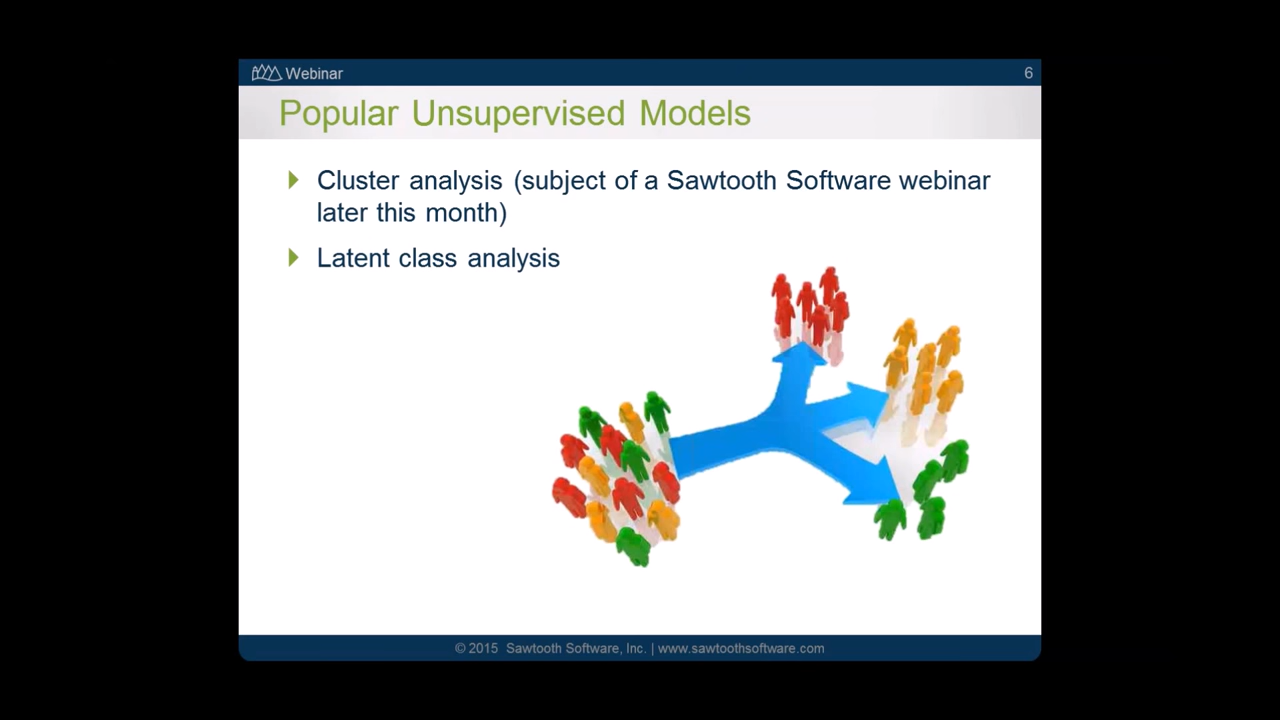 Webinar
6
Popular Unsupervised Models
Cluster analysis (subject of a Sawtooth Software webinar
later this month)
Latent class analysis
© 2015 Sawtooth Software, Inc. | www.sawtoothsoftware.com